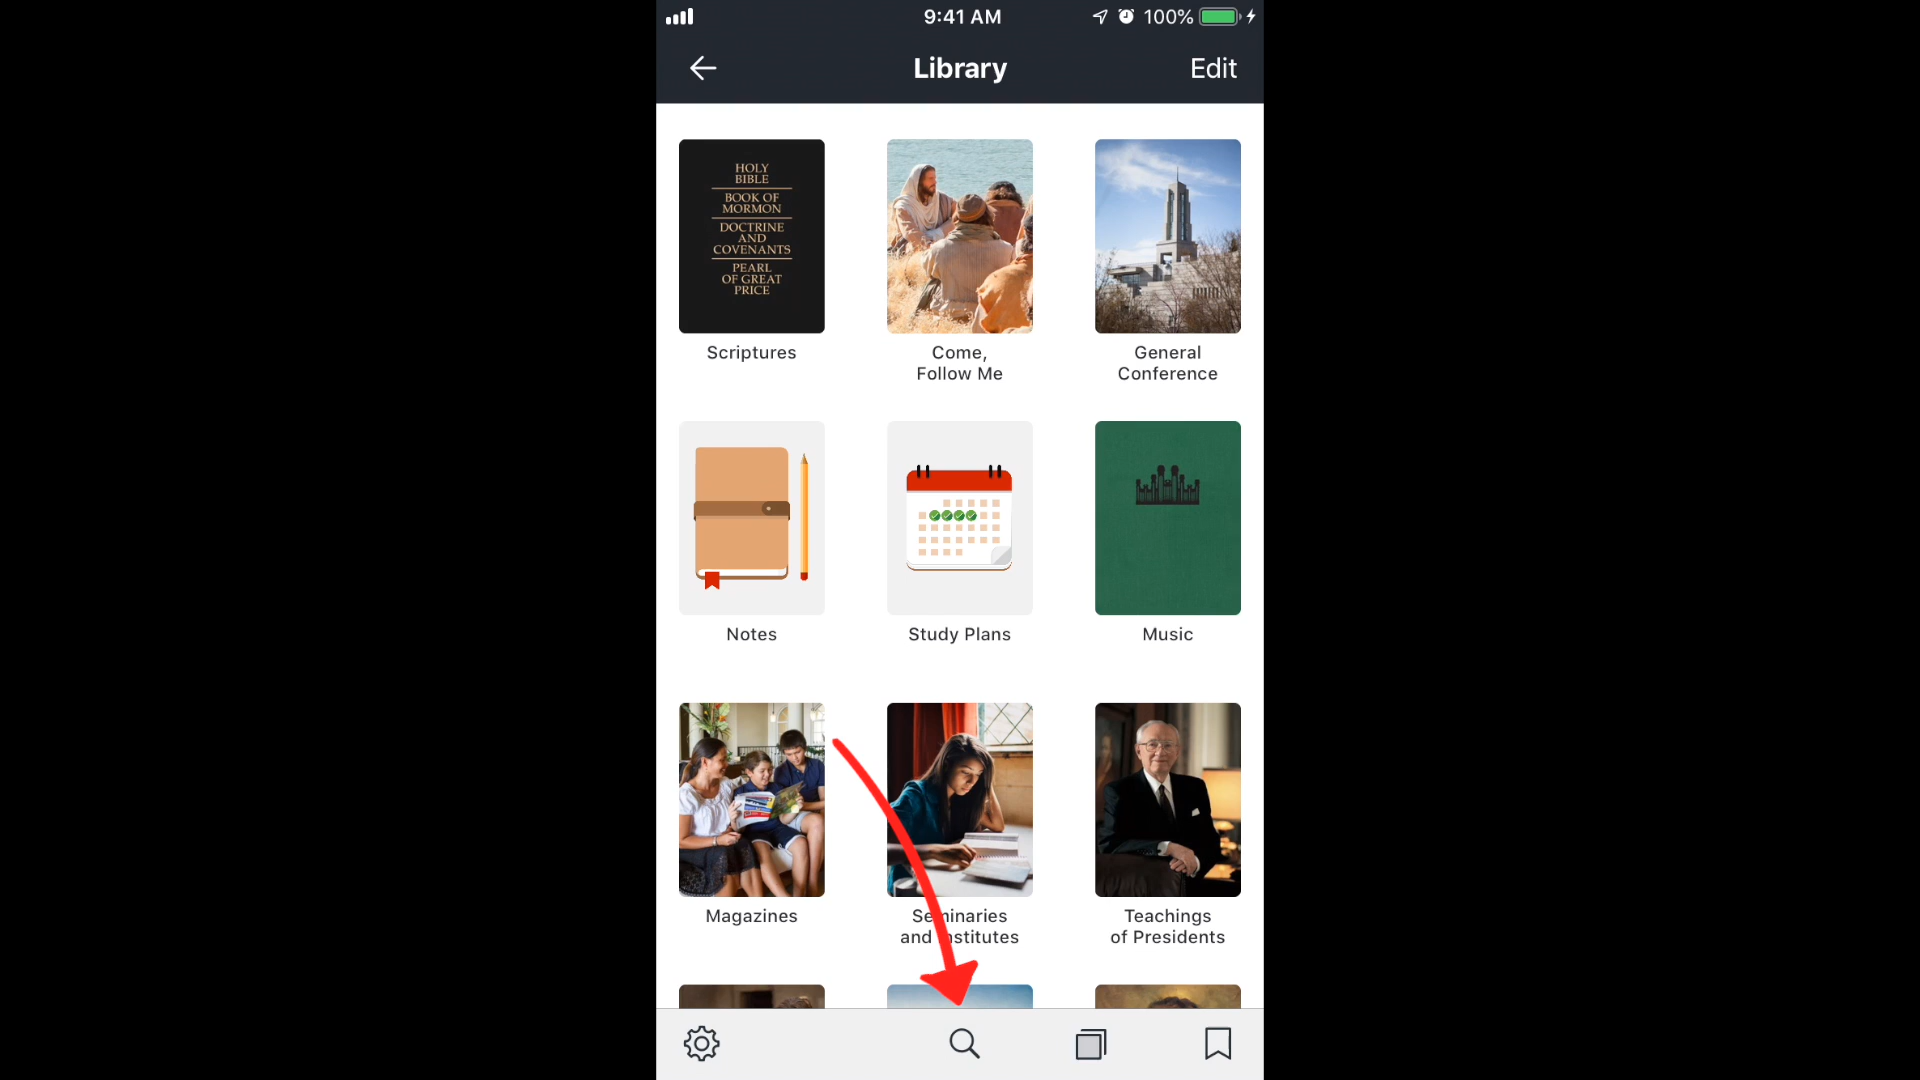 9:41 AM
100%
Library
Edit
HOLY
BIBLE
BOOK OF
MORMON
DOCTRINE
AND
COVENANTS
PEARL
OF GREAT
PRICE
Scriptures
Come,
Follow Me
General
Conference
Notes
Study Plans
Music
Magazines
Seminaries
and Institutes
Teachings
of Presidents